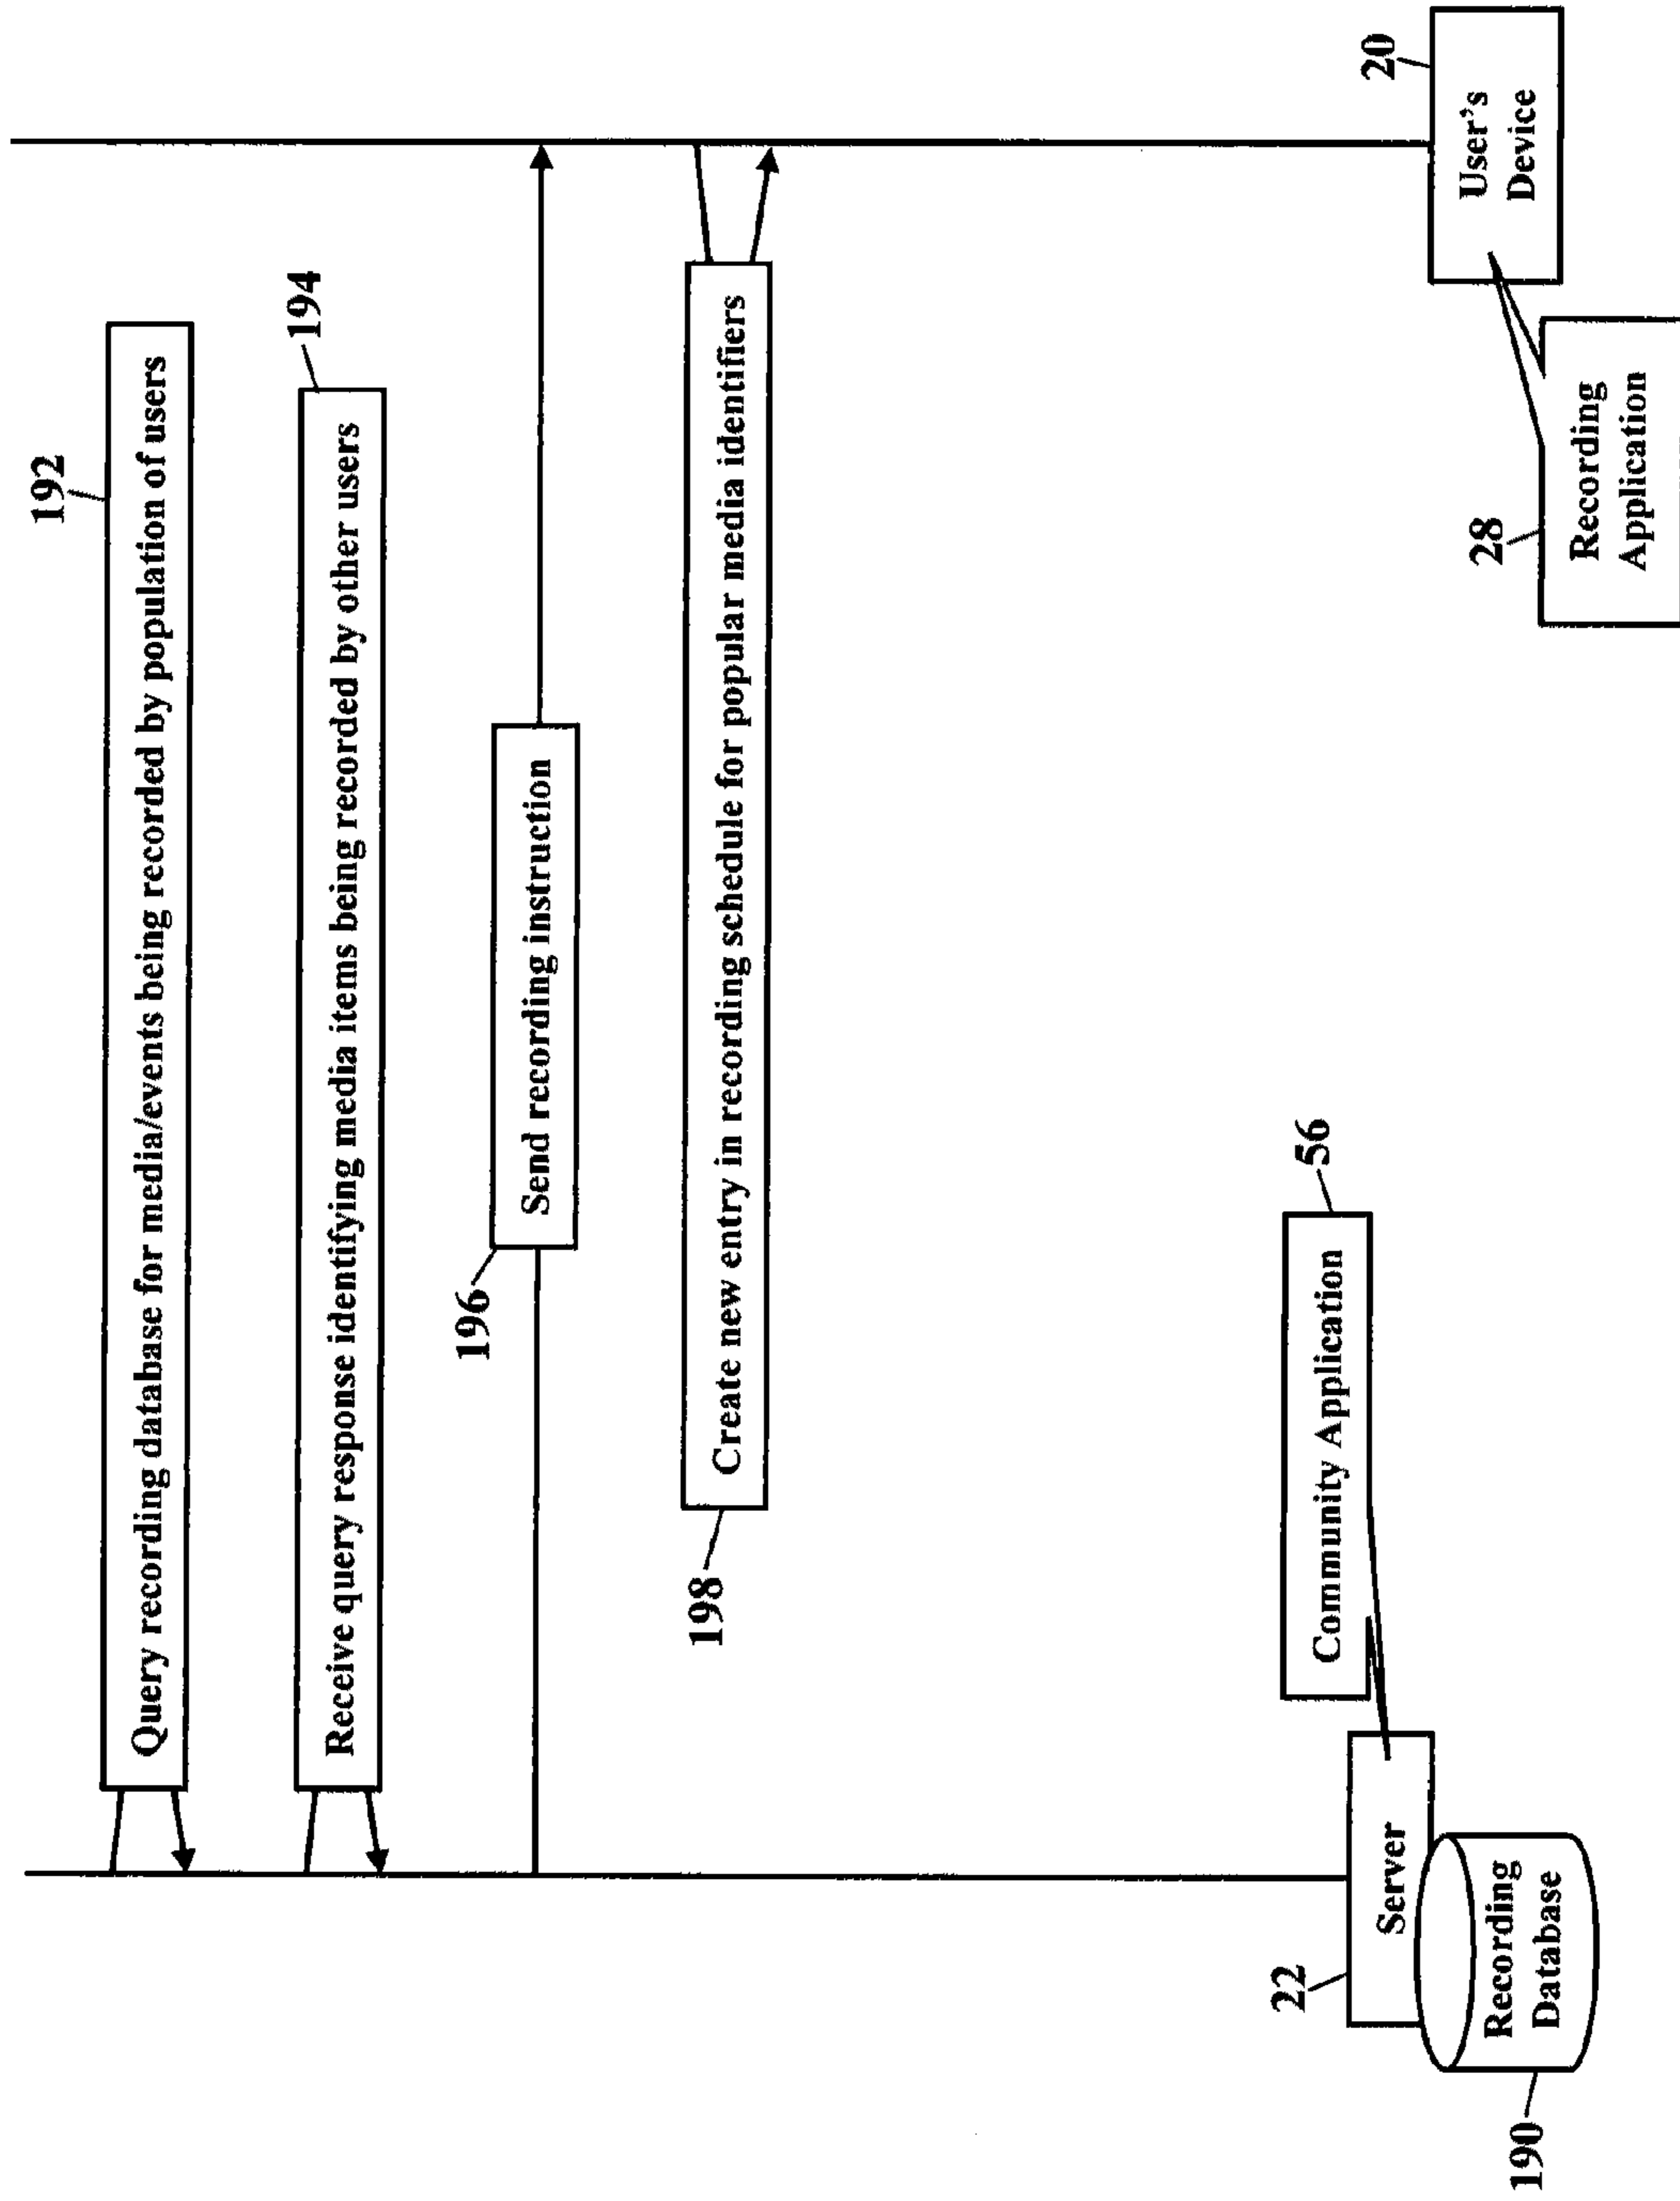 192
Query recording database for media/events being recorded by population of users
194
Receive query response identifying media items being recorded by other users
196
Send recording instruction
198
Create new entry in recording schedule for popular media identifiers
56
Community Application
22
Server
190
Recording
Database
20
User's
Device
28
Recording
Application